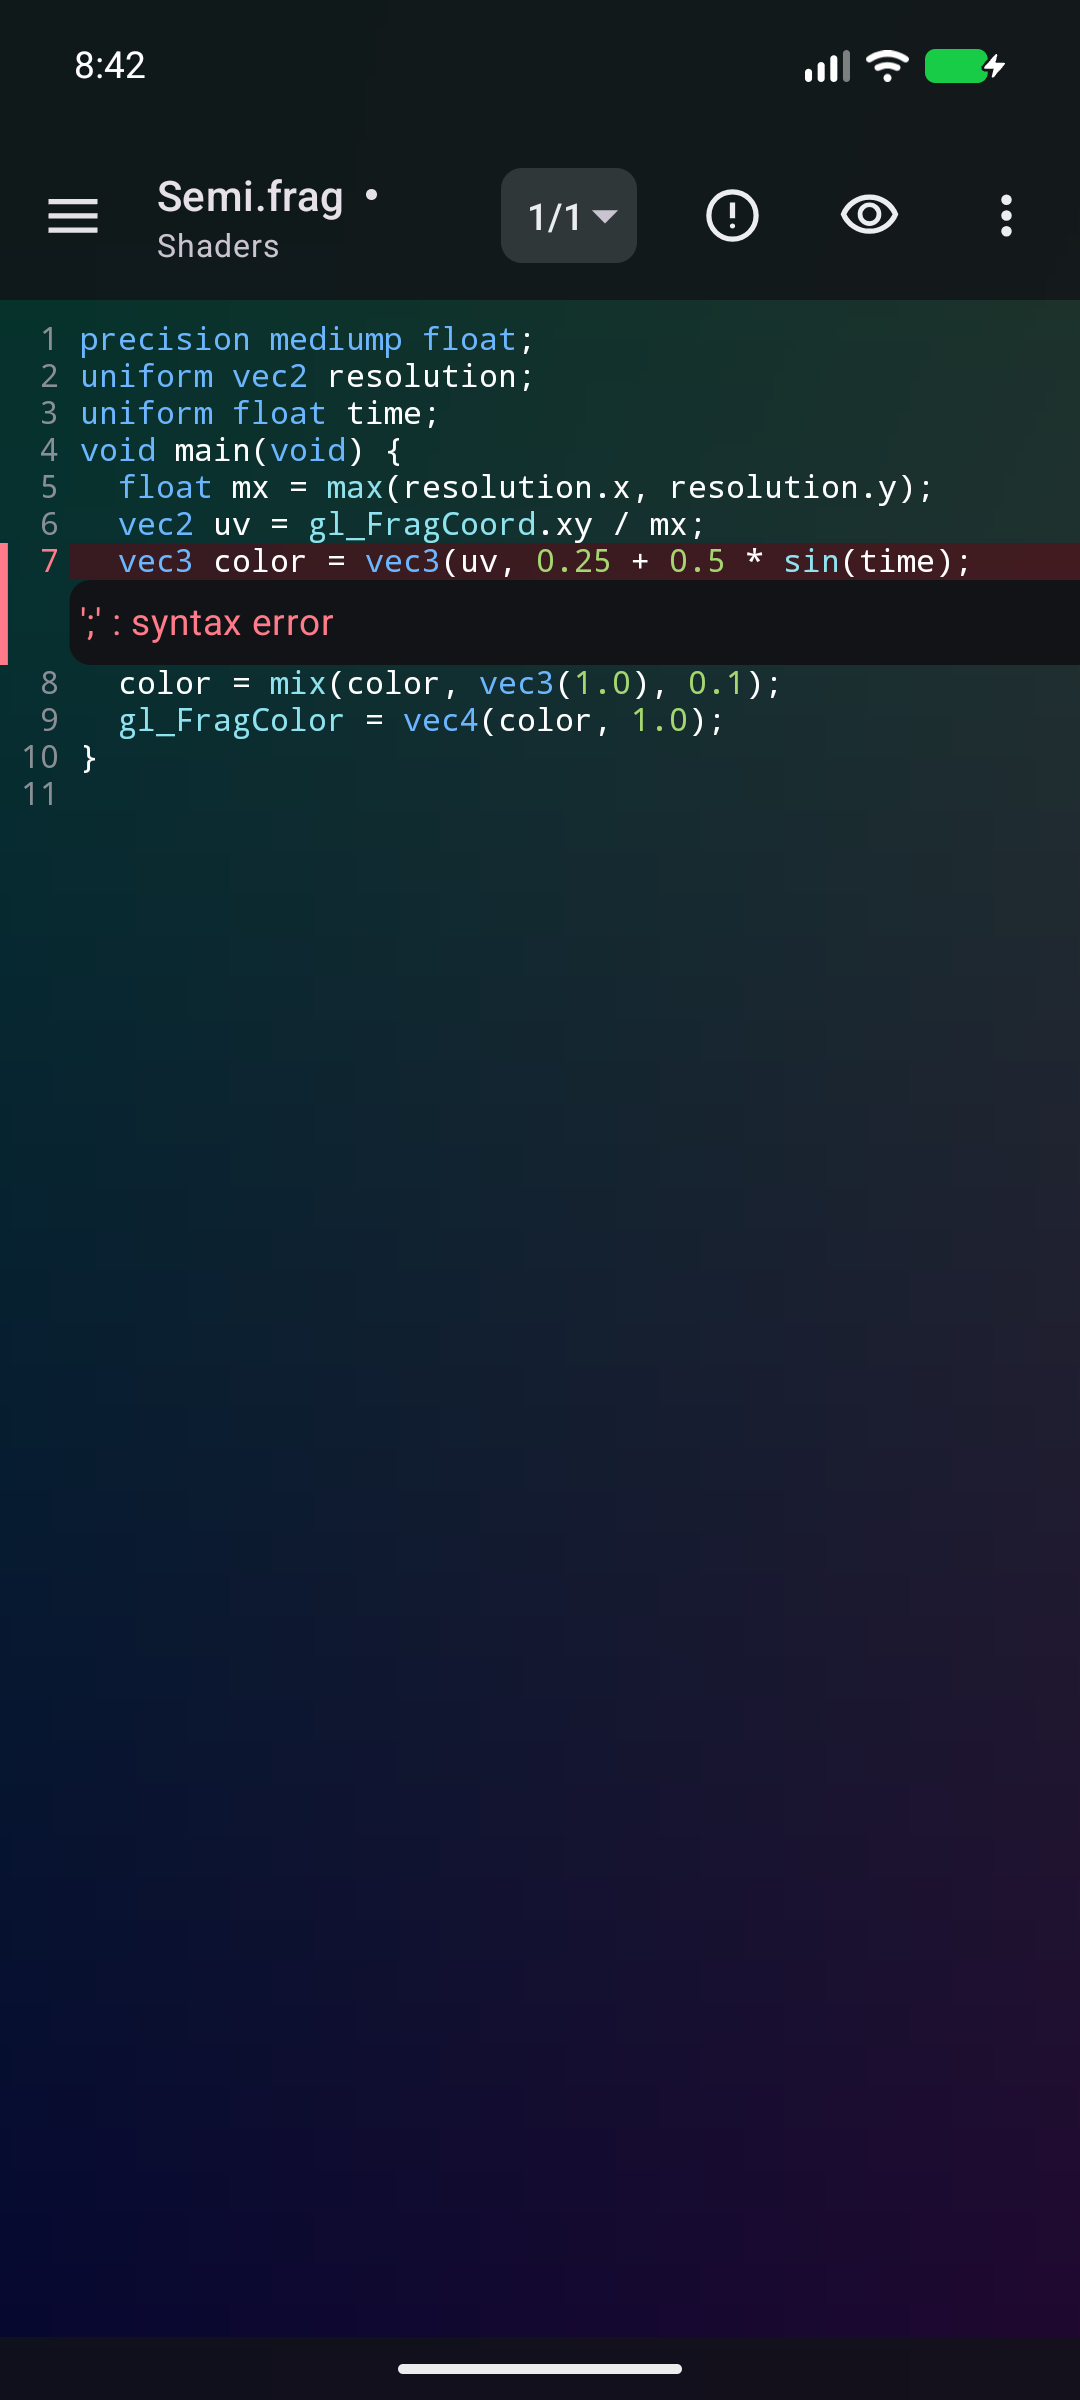 8:42
Semi.frag •
Shaders
1/1
1 precision mediump float;
2 uniform vec2 resolution;
3 uniform float time;
4 void main(void) {
5   float mx = max(resolution.x, resolution.y);
6   vec2 uv = gl_FragCoord.xy / mx;
7   vec3 color = vec3(uv, 0.25 + 0.5 * sin(time);
';' : syntax error
8   color = mix(color, vec3(1.0), 0.1);
9   gl_FragColor = vec4(color, 1.0);
10 }
11